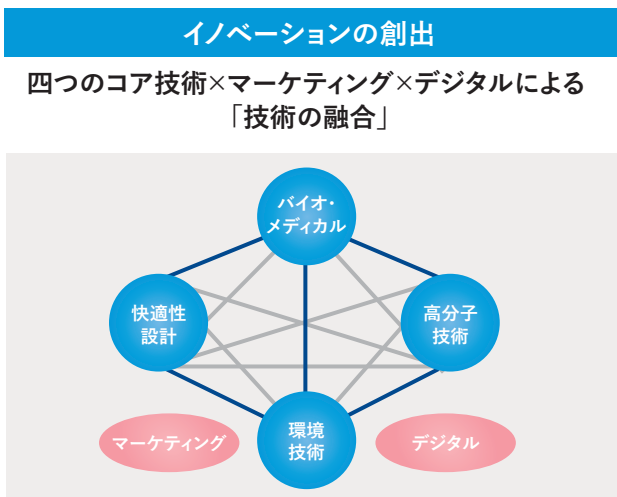 イノベーションの創出
四つのコア技術×マーケティング×デジタルによる
「技術の融合」
バイオ・
メディカル
快適性
設計
高分子
技術
環境
技術
マーケティング
デジタル